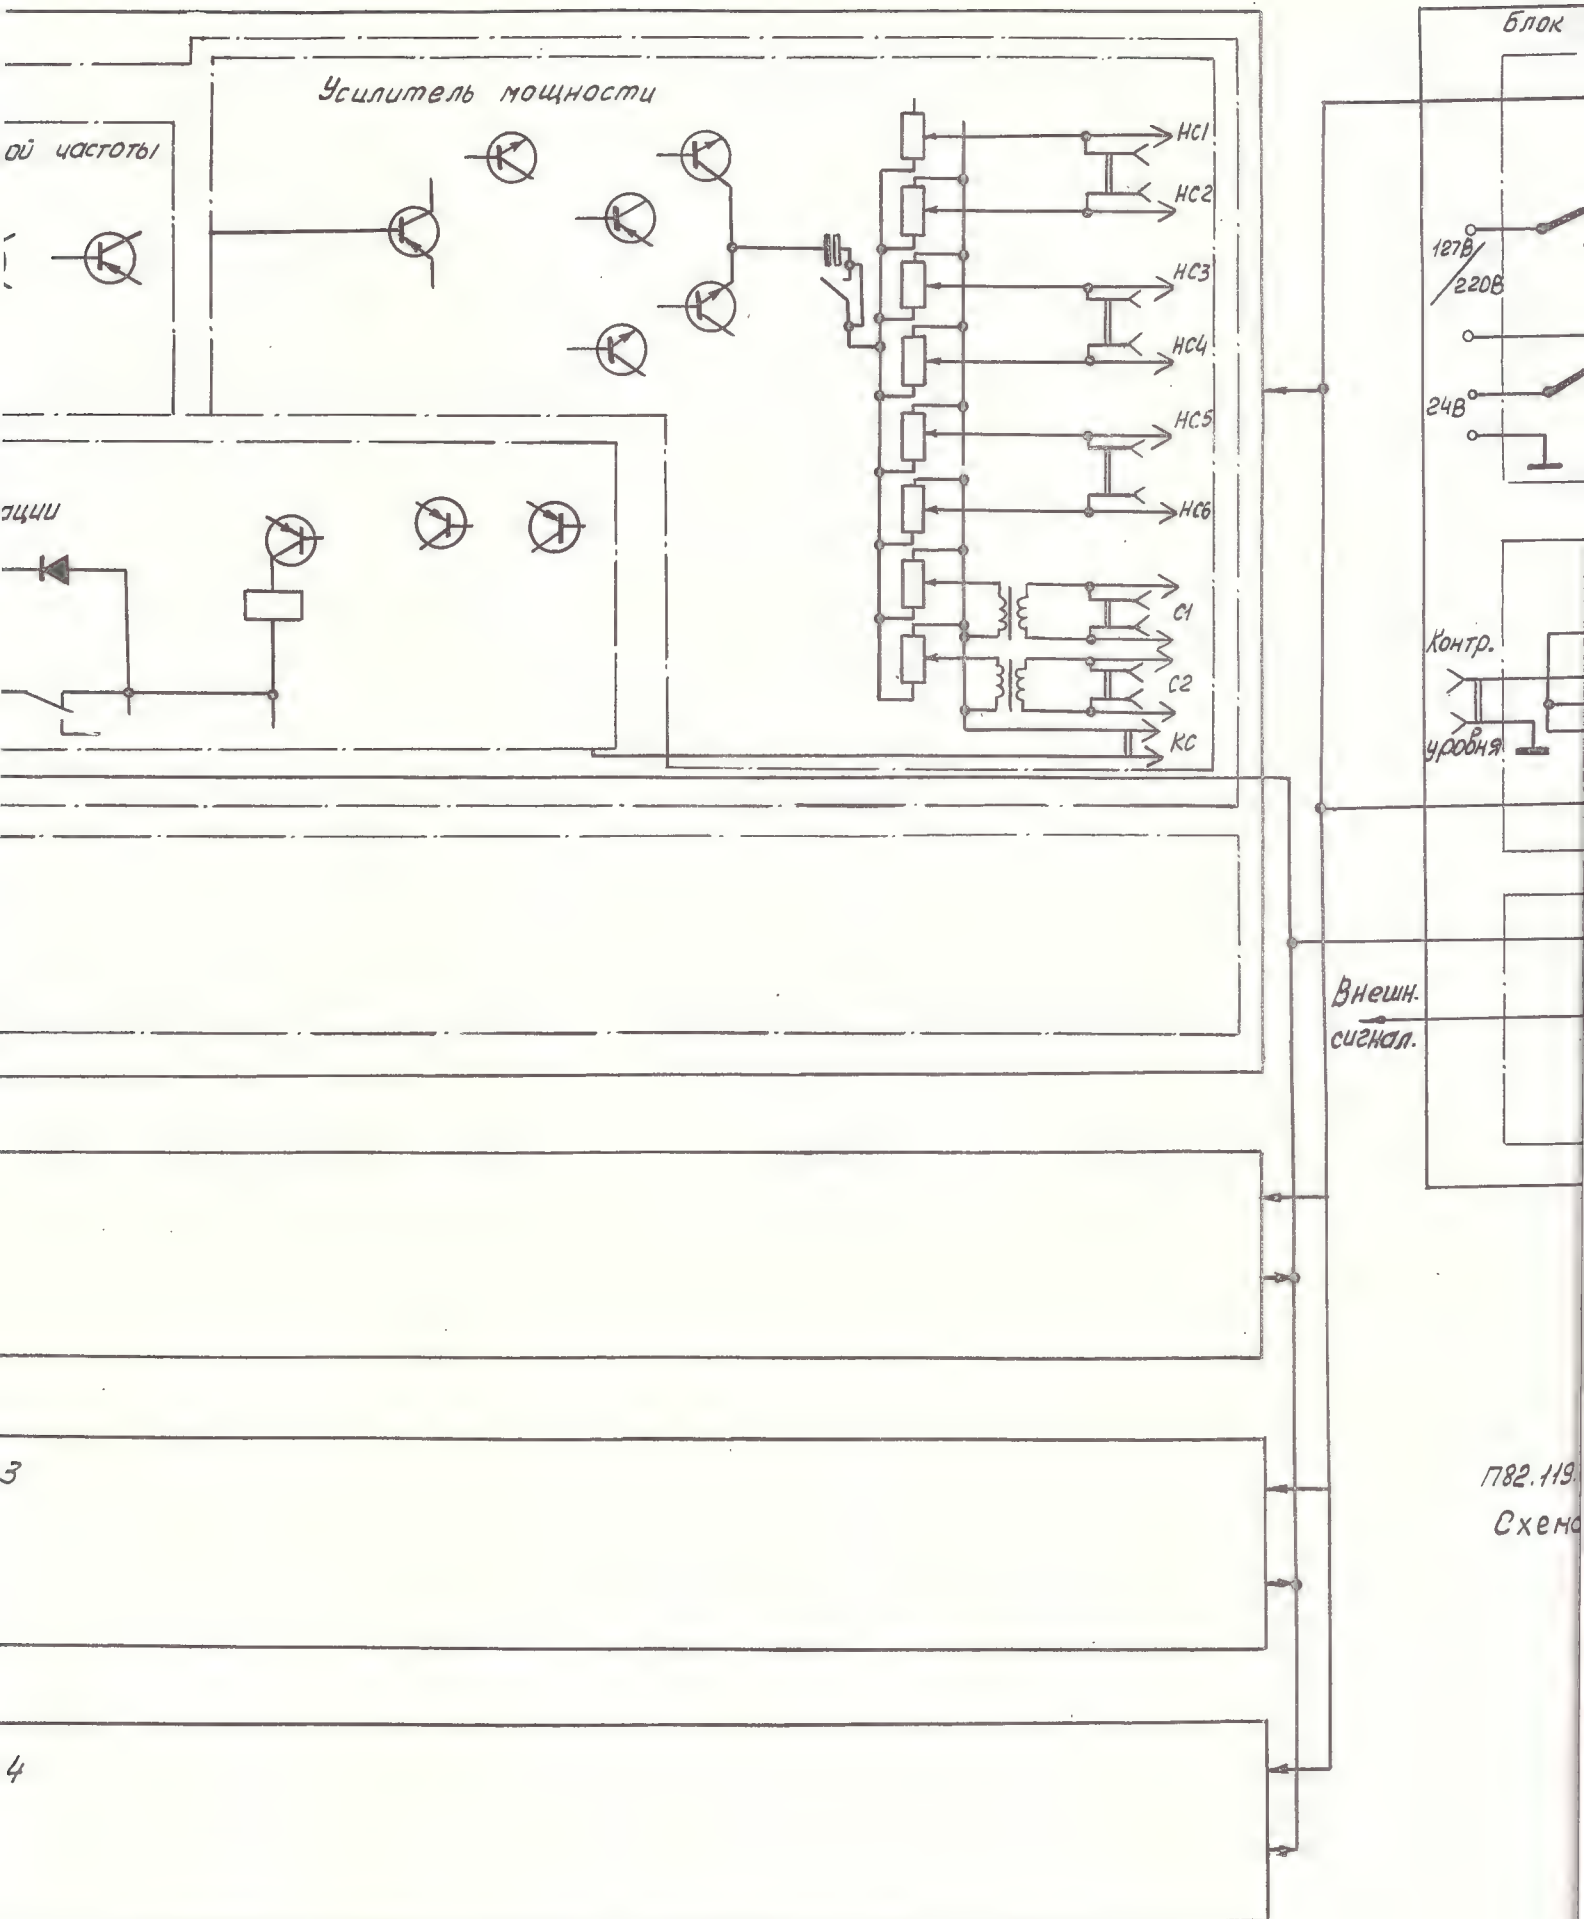 Блок
Усилитель мощности
ой частоты
НС1
НС2
НС3
НС4
НС5
НС6
С1
С2
КС
127В/220В
24В
ации
Контр.
уровня
Внешн.
сигнал.
3
П82.119.
Схема
4